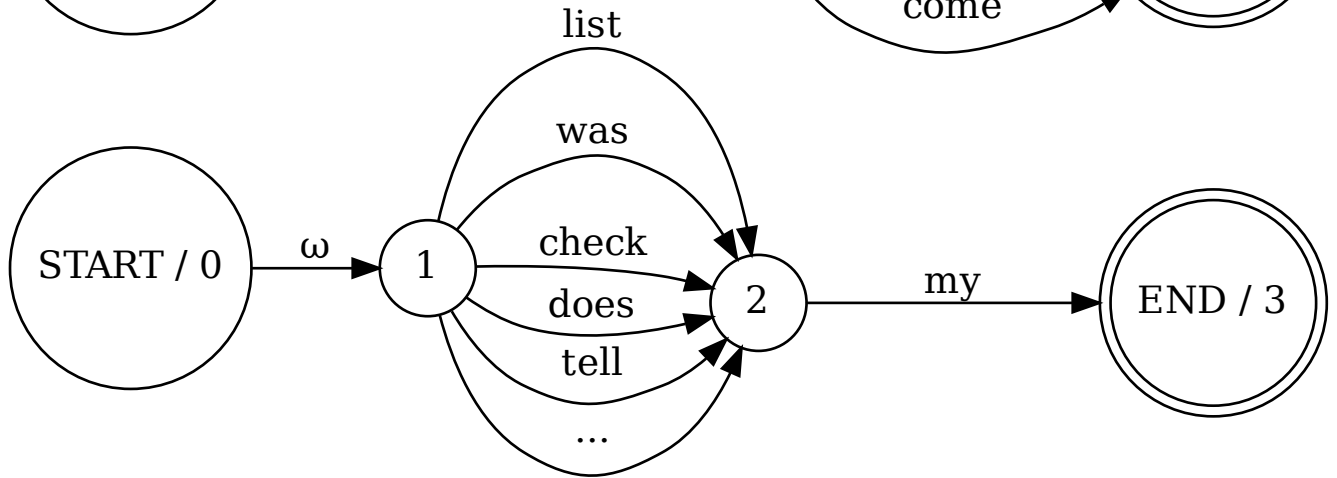 come
list
was
check
does
tell
...
START / 0
ω
1
2
my
END / 3